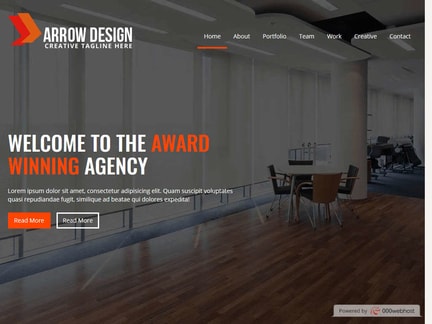 ARROW DESIGN
CREATIVE TAGLINE HERE
Home About Portfolio Team Work Creative Contact
WELCOME TO THE AWARD
WINNING AGENCY
Lorem ipsum dolor sit amet, consectetur adipisicing elit. Quam suscipit voluptates
quasi repudiandae fugit, similique ad beatae qui dolores expedita!
Read More Read More
Powered by 000webhost